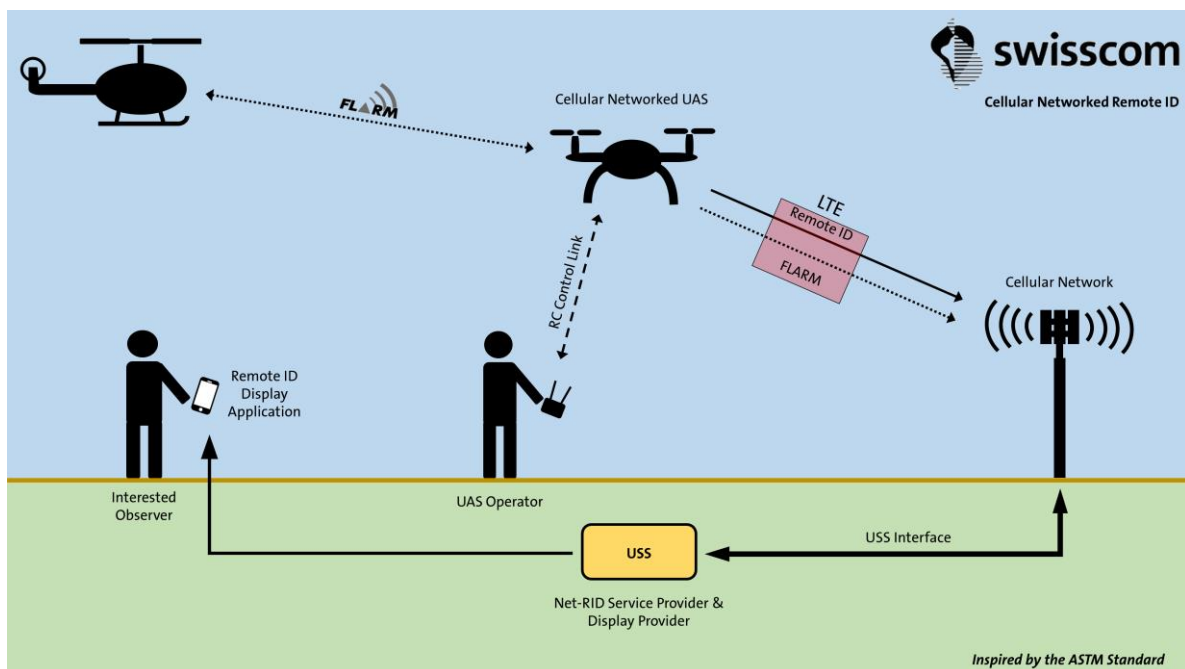 swisscom
Cellular Networked Remote ID
FLARM
Cellular Networked UAS
LTE
Remote ID
FLARM
RC Control Link
Cellular Network
Remote ID
Display
Application
Interested
Observer
UAS Operator
USS
USS Interface
Net-RID Service Provider &
Display Provider
Inspired by the ASTM Standard